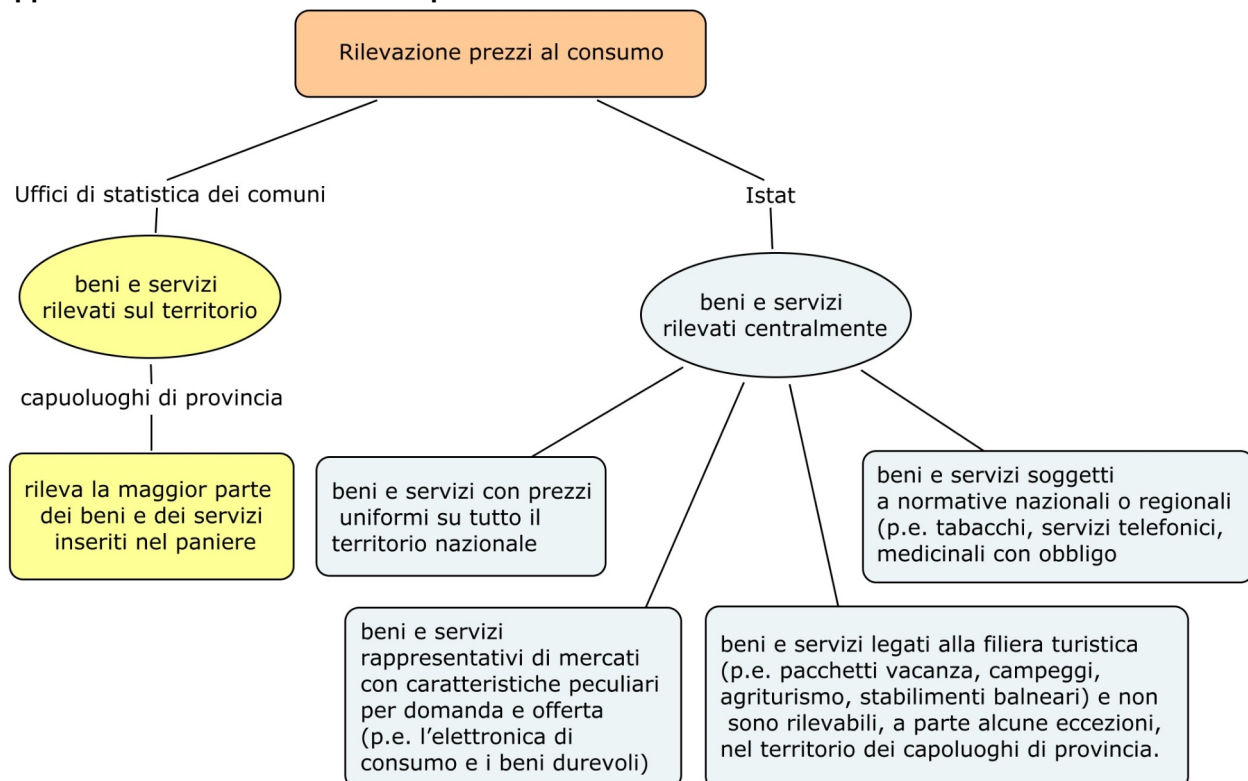 Rilevazione prezzi al consumo
Uffici di statistica dei comuni
Istat
beni e servizi
rilevati sul territorio
beni e servizi
rilevati centralmente
capuoluoghi di provincia
rileva la maggior parte
dei beni e dei servizi
inseriti nel paniere
beni e servizi con prezzi
uniformi su tutto il
territorio nazionale
beni e servizi soggetti
a normative nazionali o regionali
(p.e. tabacchi, servizi telefonici,
medicinali con obbligo
beni e servizi
rappresentativi di mercati
con caratteristiche peculiari
per domanda e offerta
(p.e. l'elettronica di
consumo e i beni durevoli)
beni e servizi legati alla filiera turistica
(p.e. pacchetti vacanza, campeggi,
agriturismo, stabilimenti balneari) e non
sono rilevabili, a parte alcune eccezioni,
nel territorio dei capoluoghi di provincia.